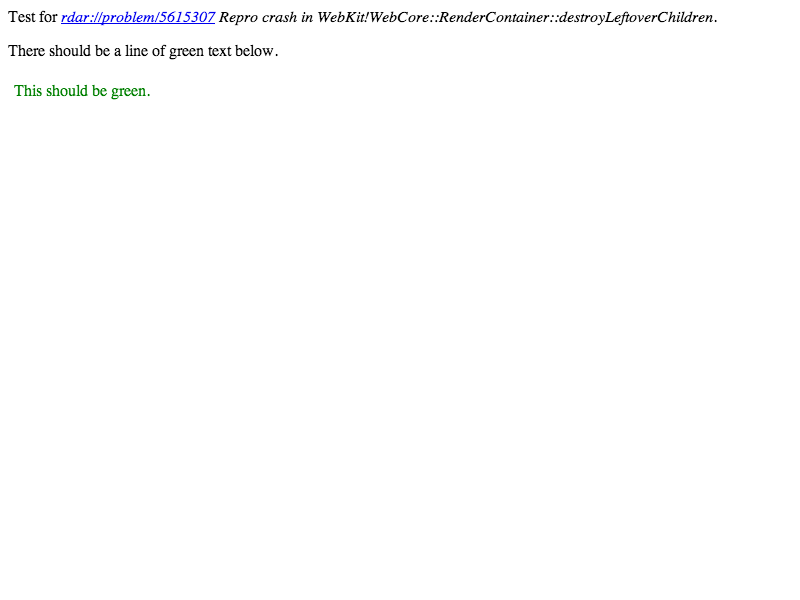 Test for rdar://problem/5615307 Repro crash in WebKit!WebCore::RenderContainer::destroyLeftoverChildren.
There should be a line of green text below.
This should be green.